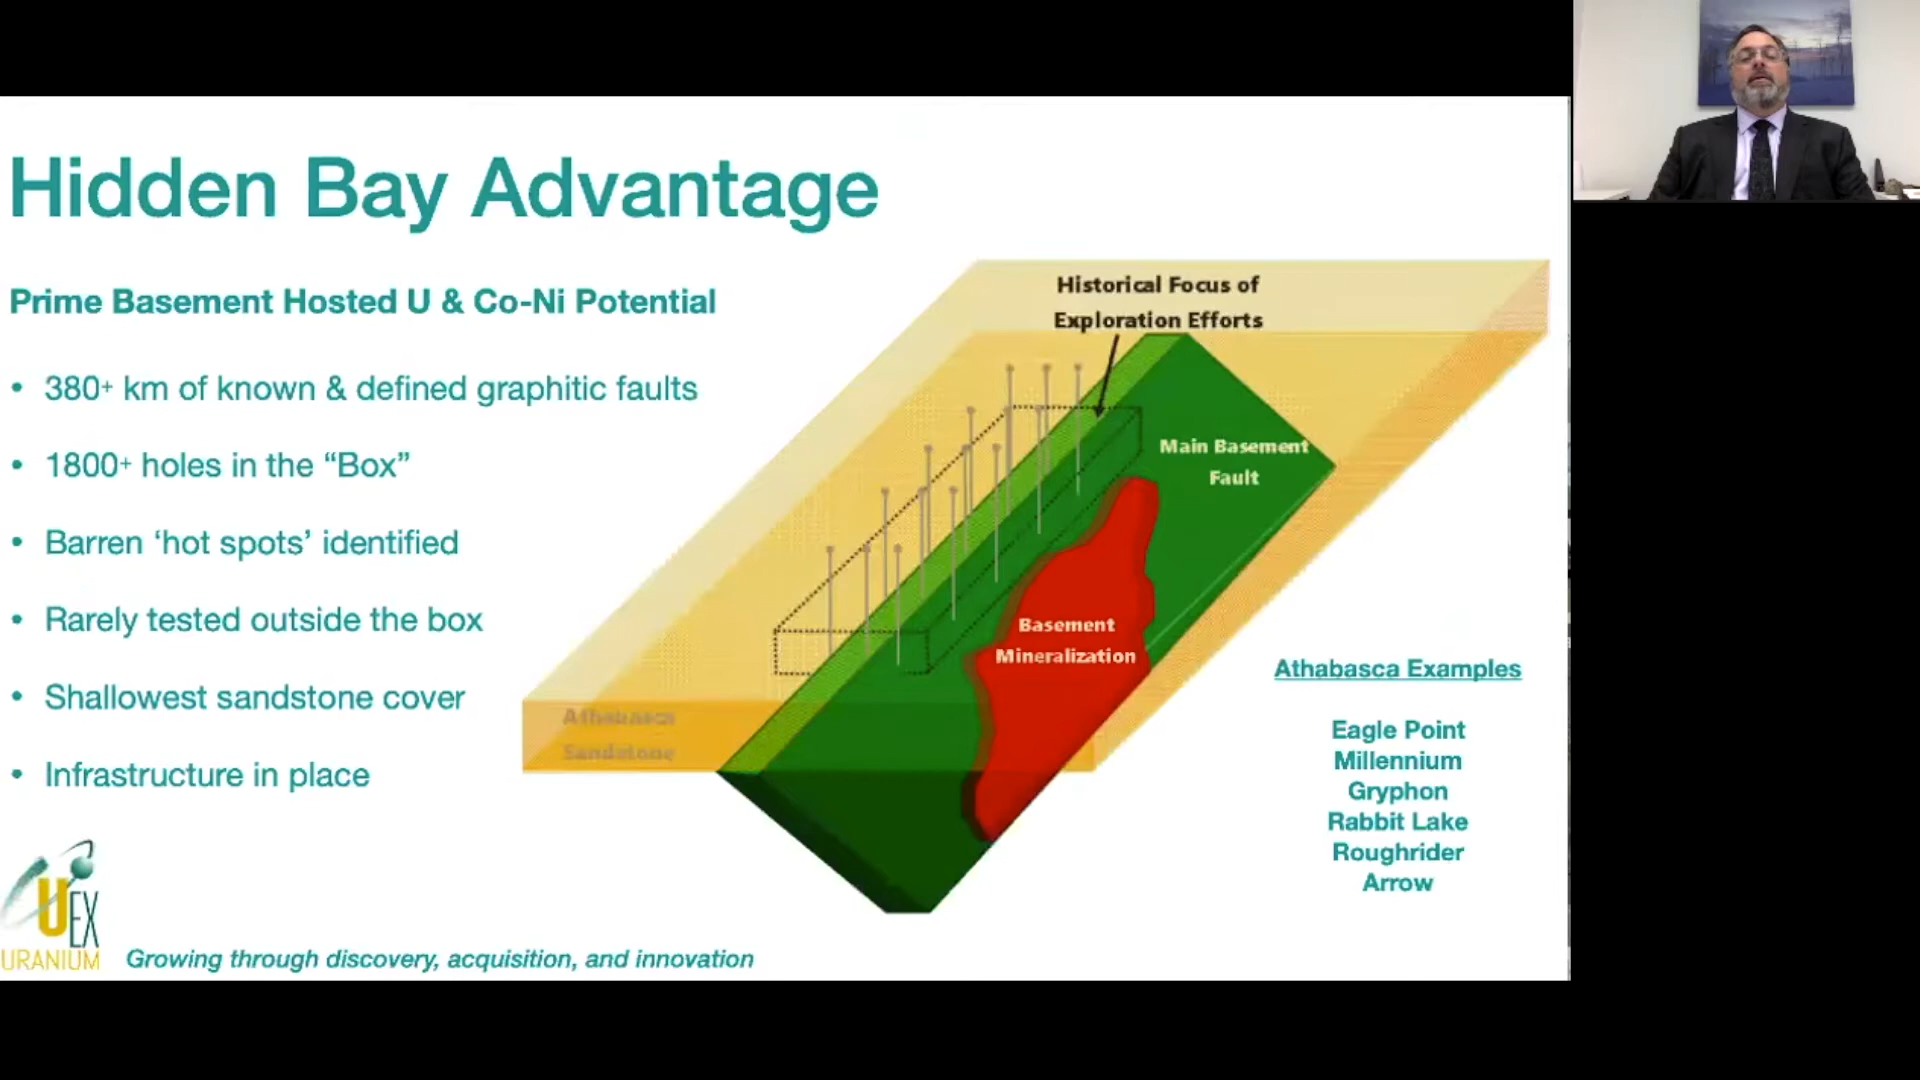 Hidden Bay Advantage
Prime Basement Hosted U & Co-Ni Potential
• 380+ km of known & defined graphitic faults
• 1800+ holes in the “Box”
• Barren ‘hot spots’ identified
• Rarely tested outside the box
• Shallowest sandstone cover
• Infrastructure in place
Historical Focus of
Exploration Efforts
Main Basement
Fault
Basement
Mineralization
Athabasca
Sandstone
Athabasca Examples
Eagle Point
Millennium
Gryphon
Rabbit Lake
Roughrider
Arrow
UEX
URANIUM
Growing through discovery, acquisition, and innovation